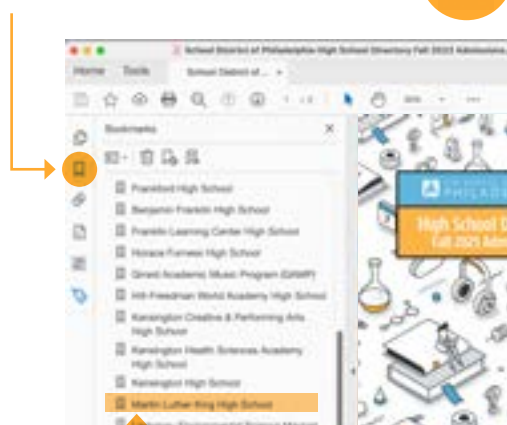 School District of Philadelphia High School Directory Fall 2025 Admissions
Home Tools School District of ...
Bookmarks
Frankford High School
Benjamin Franklin High School
Franklin Learning Center High School
Horace Furness High School
Girard Academic Music Program (GAMP)
Hill-Freedman World Academy High School
Kensington Creative & Performing Arts
High School
Kensington Health Sciences Academy
High School
Kensington High School
Martin Luther King High School
PHILADE
High School D
Fall 2025 Adm